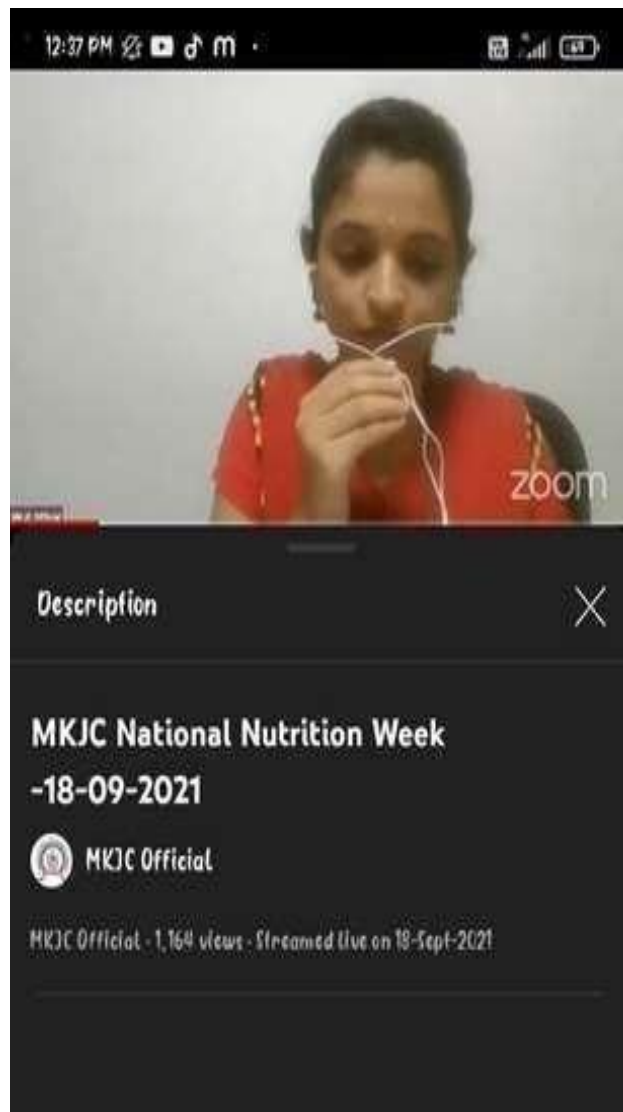 12:37 PM
69
zoom
Description
MKJC National Nutrition Week
-18-09-2021
MKJC Official
MKJC Official · 1,164 views · Streamed live on 18-Sept-2021